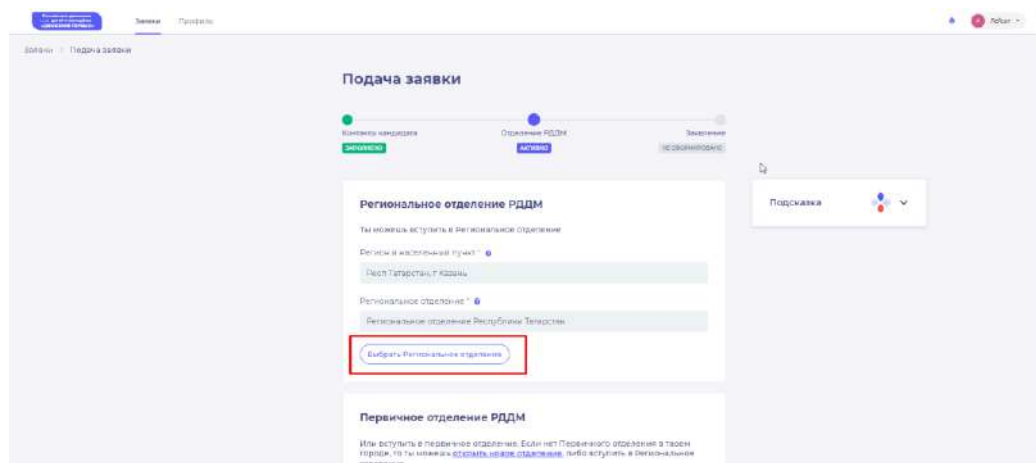 Заявки
Профиль
Заявки
Подача заявки
Подача заявки
Контакты кандидата
Отделение РДДМ
Заявление
ЗАПОЛНЕНО
АКТИВНО
НЕ СФОРМИРОВАНО
Региональное отделение РДДМ
Подсказка
Ты можешь вступить в Региональное отделение
Регион и населенный пункт *
Респ Татарстан, г Казань
Региональное отделение *
Региональное отделение Республики Татарстан
Выбрать Региональное отделение
Первичное отделение РДДМ
Или вступить в первичное отделение. Если нет Первичного отделения в твоем
городе, то ты можешь открыть новое отделение, либо вступить в Региональное